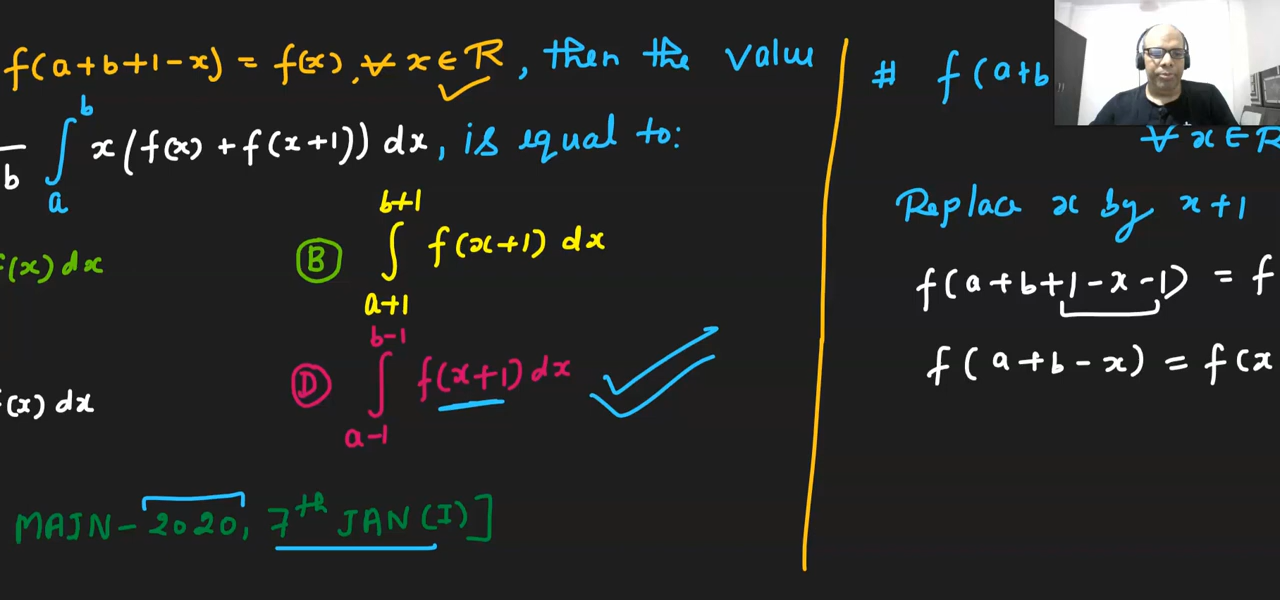 f(a+b+1-x) = f(x), ∀ x ∈ R, then the value
b ∫_a^b x(f(x) + f(x+1)) dx, is equal to:
f(x) dx
(B) ∫_{a+1}^{b+1} f(x+1) dx
(x) dx
(D) ∫_{a-1}^{b-1} f(x+1) dx
MAIN-2020, 7th JAN(I)]
# f(a+b
∀ x ∈ R
Replace x by x+1
f(a+b+1-x-1) = f
f(a+b-x) = f(x